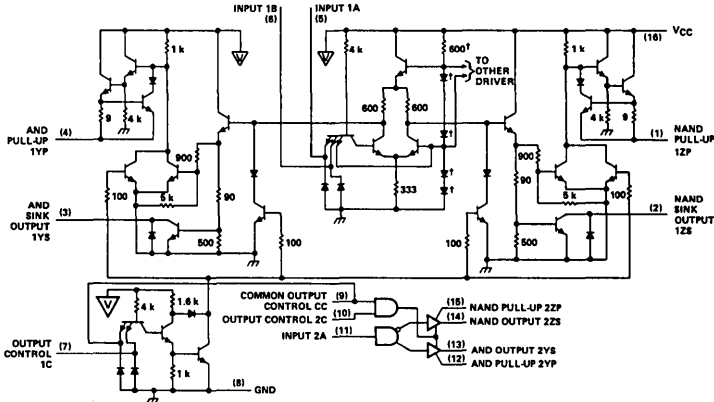 INPUT 1B
(6)
INPUT 1A
(5)
1 k
4 k
600†
†
TO
OTHER
DRIVER
(16)
VCC
1 k
9
4 k
4 k
9
(4)
AND
PULL-UP
1YP
600
600
†
(1)
NAND
PULL-UP
1ZP
900
900
100
5 k
90
333
†
†
90
5 k
100
(3)
AND
SINK
OUTPUT
1YS
500
100
100
500
(2)
NAND
SINK
OUTPUT
1ZS
4 k
1.6 k
COMMON OUTPUT
CONTROL CC
(9)
OUTPUT CONTROL 2C
(10)
INPUT 2A
(11)
(15)
NAND PULL-UP 2ZP
(14)
NAND OUTPUT 2ZS
(13)
AND OUTPUT 2YS
(12)
AND PULL-UP 2YP
OUTPUT
CONTROL
1C
(7)
1 k
(8)
GND